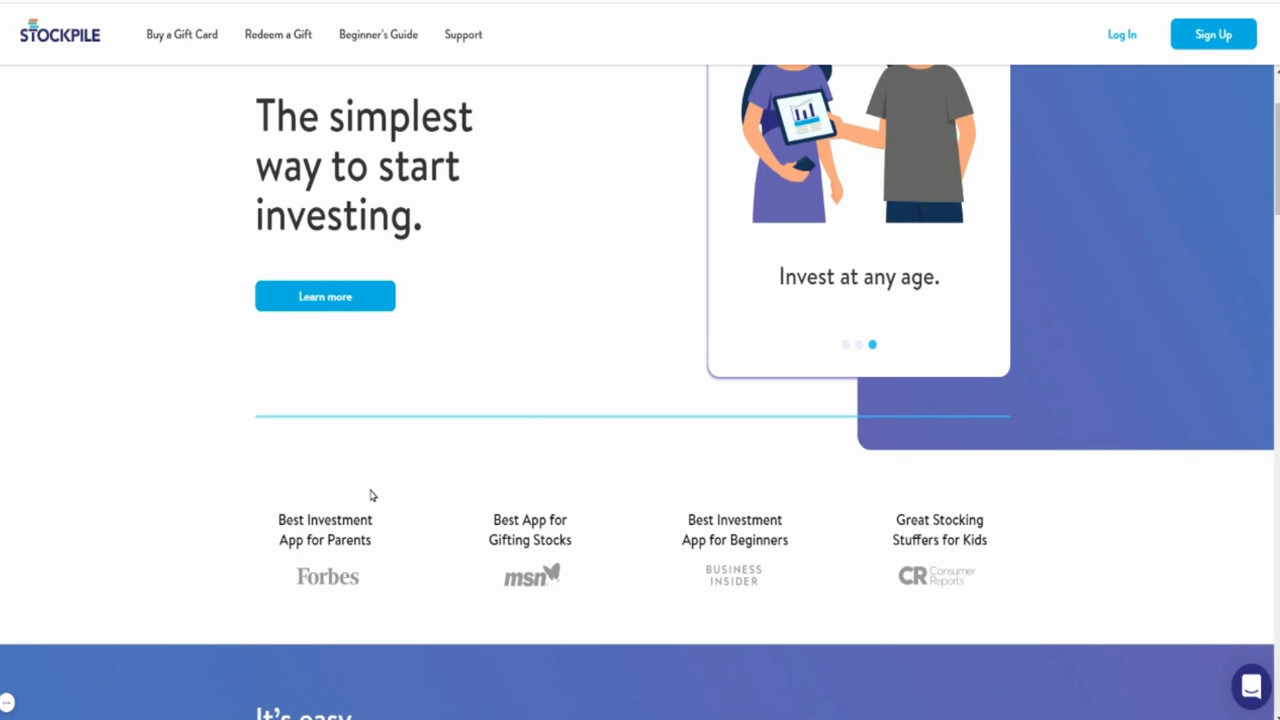 STOCKPILE
Buy a Gift Card
Redeem a Gift
Beginner's Guide
Support
Log In
Sign Up
The simplest
way to start
investing.
Learn more
Invest at any age.
Best Investment
App for Parents
Forbes
Best App for
Gifting Stocks
msn
Best Investment
App for Beginners
BUSINESS
INSIDER
Great Stocking
Stuffers for Kids
CR Consumer
Reports
It's easy